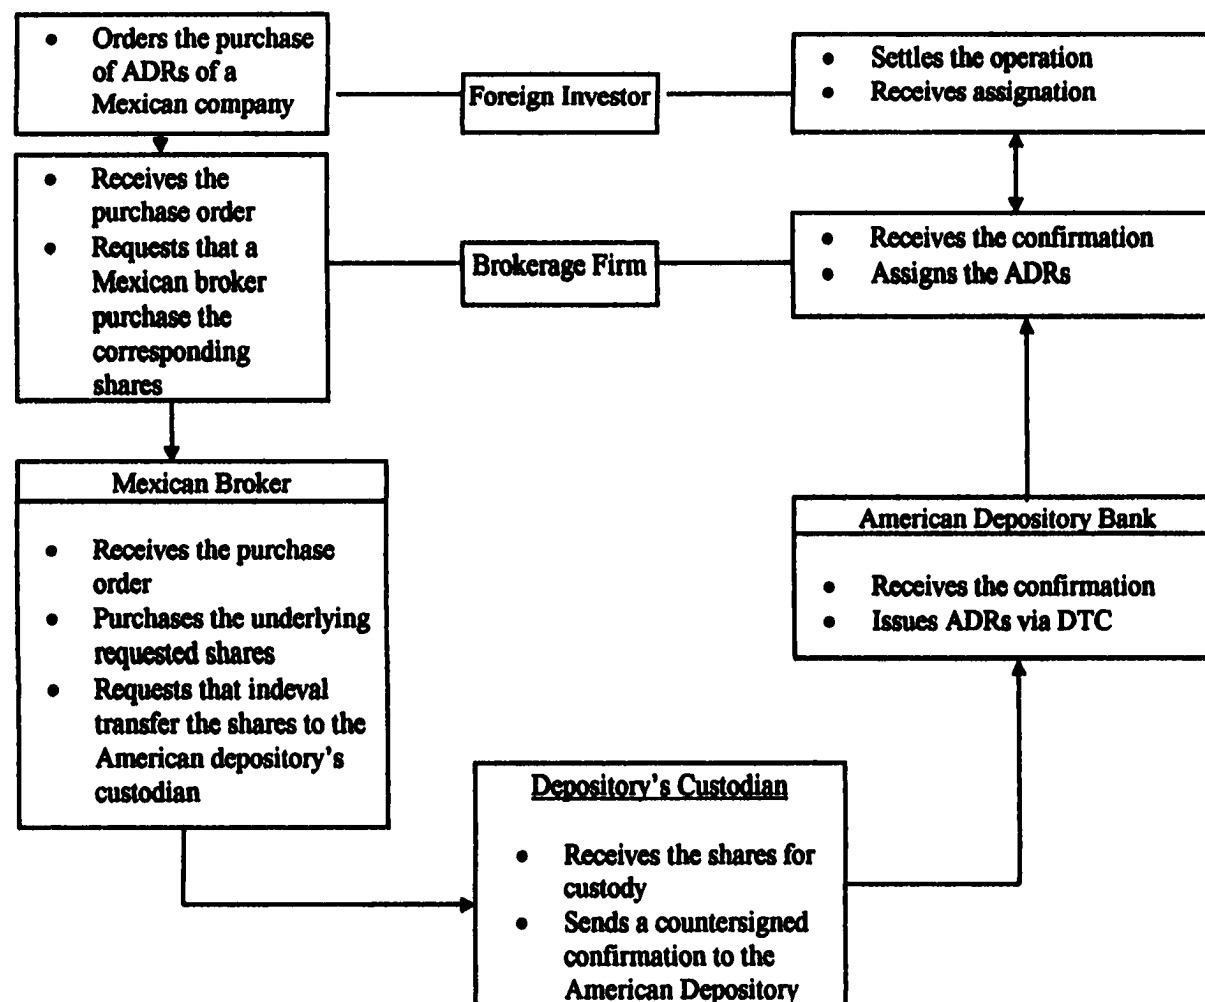 • Orders the purchase
of ADRs of a
Mexican company
Foreign Investor
• Settles the operation
• Receives assignation
• Receives the
purchase order
• Requests that a
Mexican broker
purchase the
corresponding
shares
Brokerage Firm
• Receives the confirmation
• Assigns the ADRs
Mexican Broker
• Receives the purchase
order
• Purchases the underlying
requested shares
• Requests that indeval
transfer the shares to the
American depository's
custodian
Depository's Custodian
• Receives the shares for
custody
• Sends a countersigned
confirmation to the
American Depository
American Depository Bank
• Receives the confirmation
• Issues ADRs via DTC